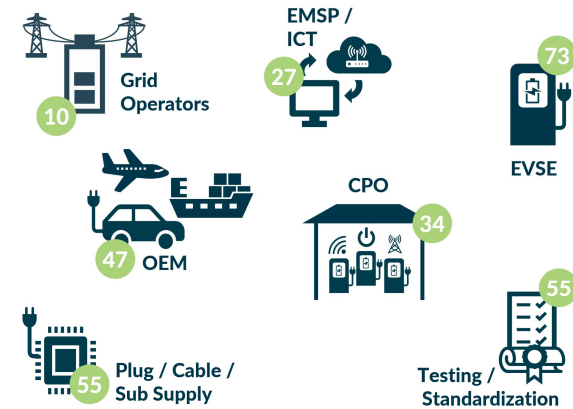 EMSP /
ICT
27
73
Grid
Operators
10
EVSE
CPO
34
47
OEM
55
Plug / Cable /
Sub Supply
55
Testing /
Standardization